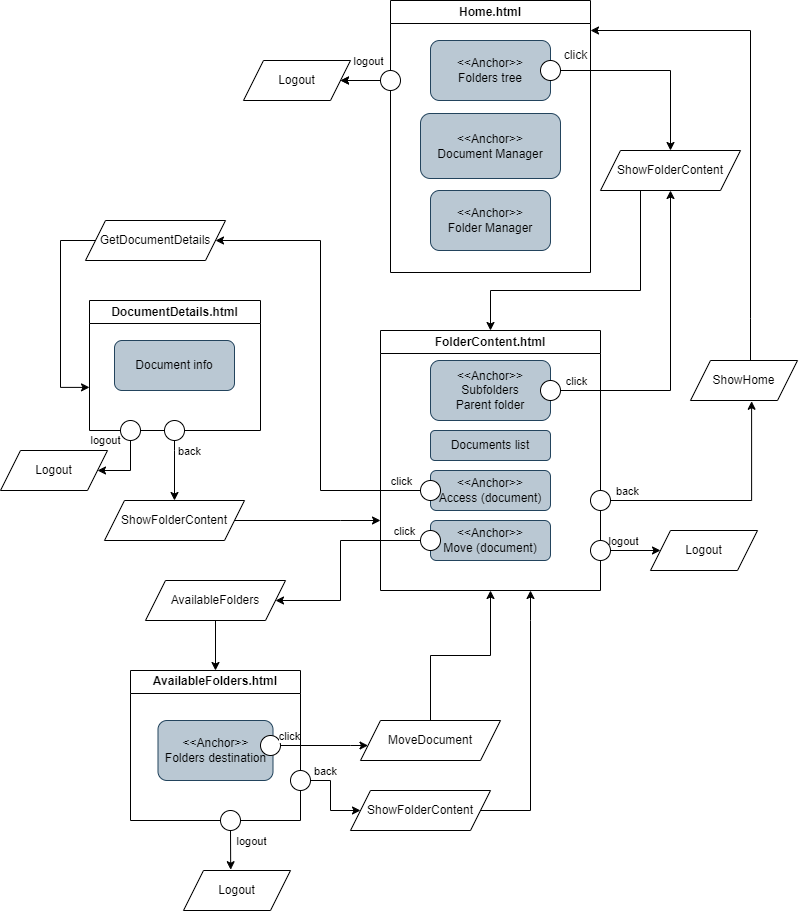 Home.html
logout
Logout
<<Anchor>>
Folders tree
click
<<Anchor>>
Document Manager
ShowFolderContent
<<Anchor>>
Folder Manager
GetDocumentDetails
DocumentDetails.html
Document info
logout
back
Logout
ShowFolderContent
FolderContent.html
<<Anchor>>
Subfolders
Parent folder
click
ShowHome
Documents list
click
<<Anchor>>
Access (document)
back
click
<<Anchor>>
Move (document)
logout
Logout
AvailableFolders
AvailableFolders.html
<<Anchor>>
Folders destination
click
MoveDocument
back
ShowFolderContent
logout
Logout